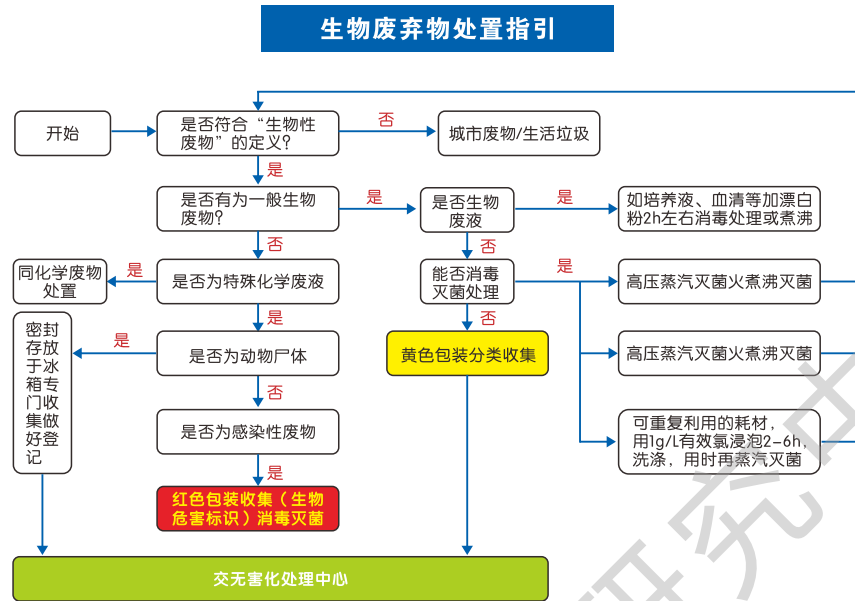 生物废弃物处置指引
开始
是否符合“生物性
废物”的定义?
否
城市废物/生活垃圾
是
是否有为一般生物
废物?
是
是否生物
废液
是
如培养液、血清等加漂白
粉2h左右消毒处理或煮沸
否
否
同化学废物
处置
是
是否为特殊化学废液
能否消毒
灭菌处理
是
高压蒸汽灭菌火煮沸灭菌
是
否
密封
存放
于冰
箱专
门收
集做
好登
记
是
是否为动物尸体
黄色包装分类收集
高压蒸汽灭菌火煮沸灭菌
否
是否为感染性废物
可重复利用的耗材，
用1g/L有效氯浸泡2-6h，
洗涤，用时再蒸汽灭菌
是
红色包装收集（生物
危害标识）消毒灭菌
交无害化处理中心
研究中